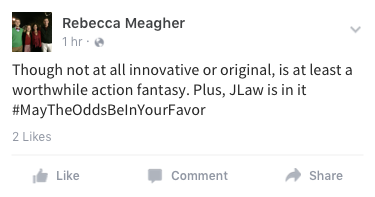 Rebecca Meagher
1 hr ·
Though not at all innovative or original, is at least a
worthwhile action fantasy. Plus, JLaw is in it
#MayTheOddsBeInYourFavor
2 Likes
Like Comment Share